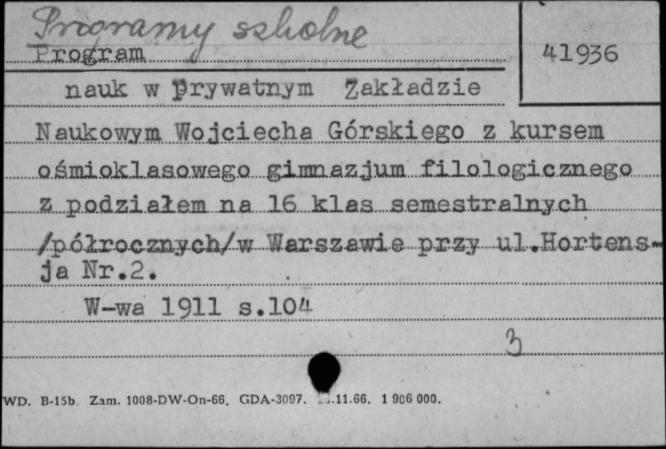 Programy szkolne
Program
41936
nauk w prywatnym Zakładzie
Naukowym Wojciecha Górskiego z kursem
ośmioklasowego gimnazjum filologicznego
z podziałem na 16 klas semestralnych
/półrocznych/w Warszawie przy ul.Hortens-
ja Nr.2.
W-wa 1911 s.104
3
WD. B-15b Zam. 1008-DW-On-66. GDA-3097. .11.66. 1 906 000.